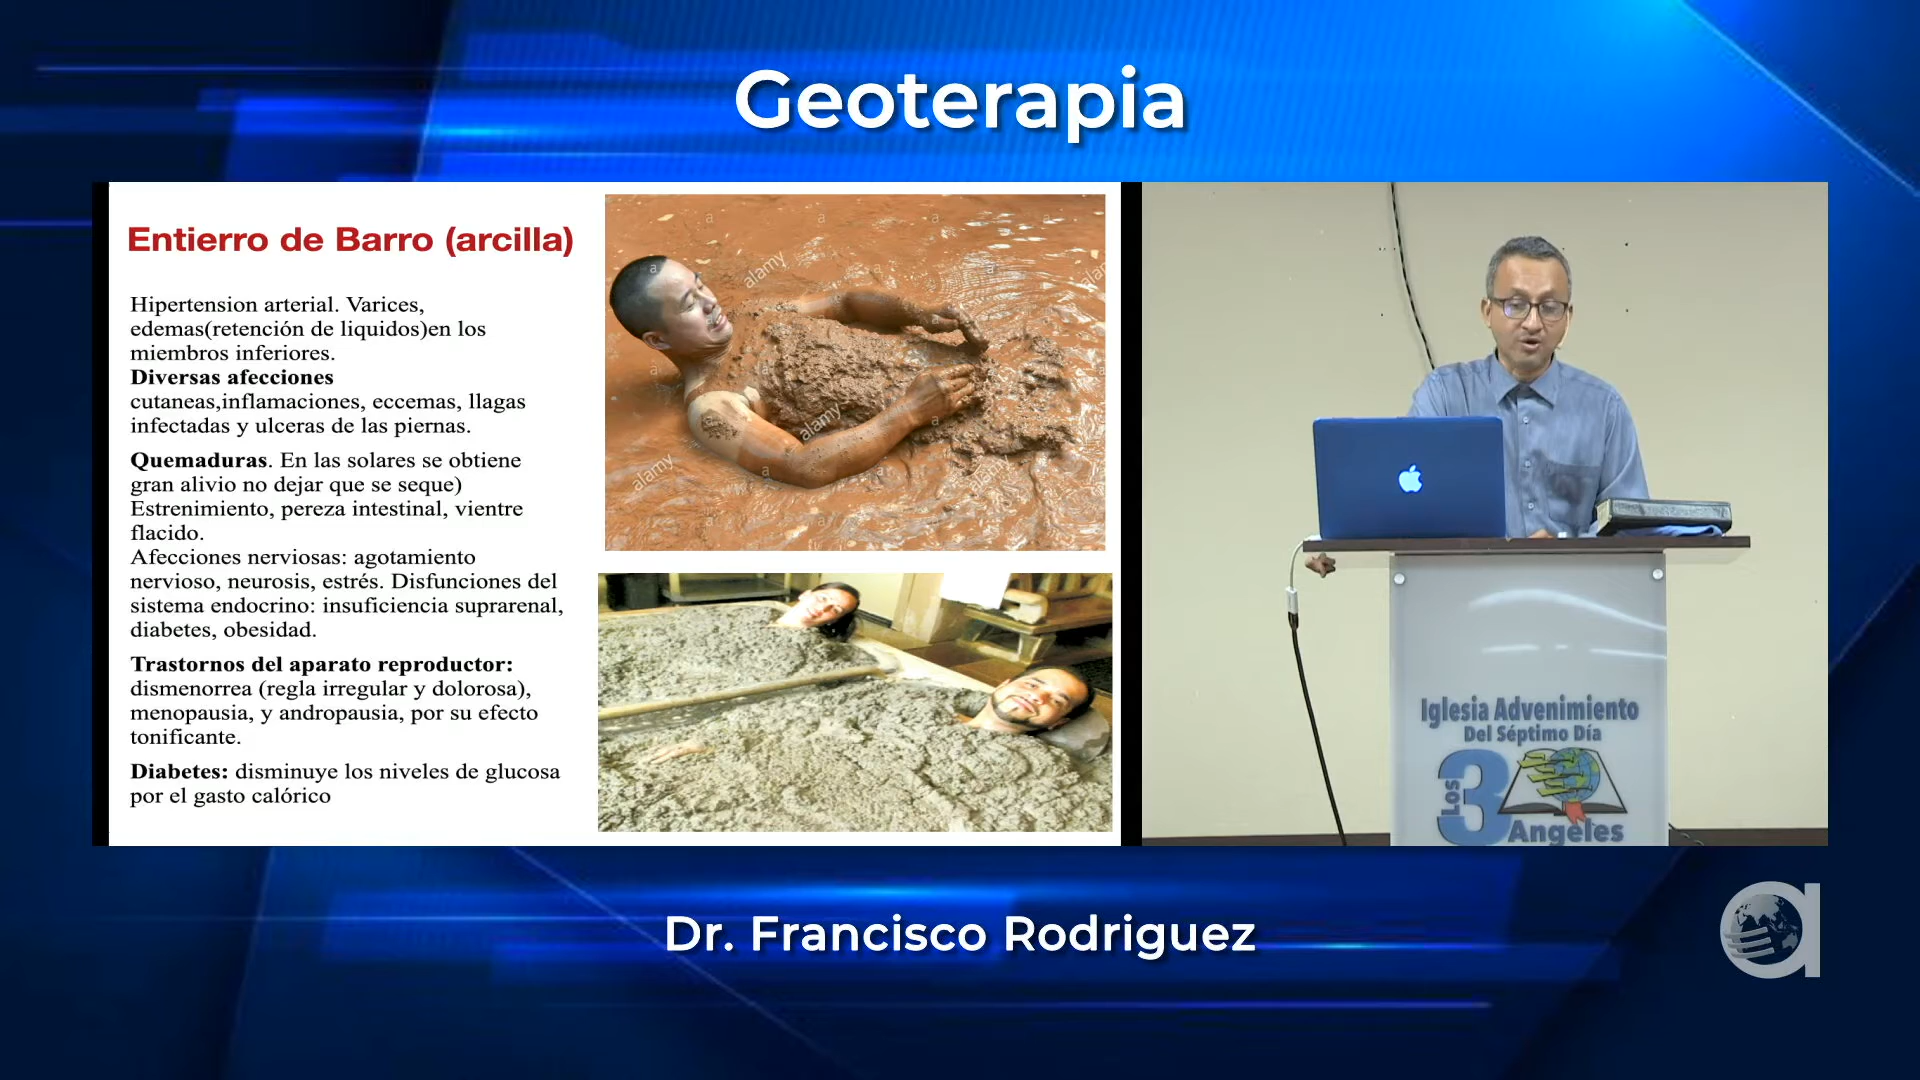 Geoterapia
Entierro de Barro (arcilla)
Hipertension arterial. Varices,
edemas(retención de liquidos)en los
miembros inferiores.
Diversas afecciones
cutaneas,inflamaciones, eccemas, llagas
infectadas y ulceras de las piernas.
Quemaduras. En las solares se obtiene
gran alivio no dejar que se seque)
Estrenimiento, pereza intestinal, vientre
flacido.
Afecciones nerviosas: agotamiento
nervioso, neurosis, estrés. Disfunciones del
sistema endocrino: insuficiencia suprarenal,
diabetes, obesidad.
Trastornos del aparato reproductor:
dismenorrea (regla irregular y dolorosa),
menopausia, y andropausia, por su efecto
tonificante.
Diabetes: disminuye los niveles de glucosa
por el gasto calórico
alamy
alamy
alamy
alamy
Iglesia Advenimiento
Del Séptimo Día
Los 3 Angeles
Dr. Francisco Rodriguez